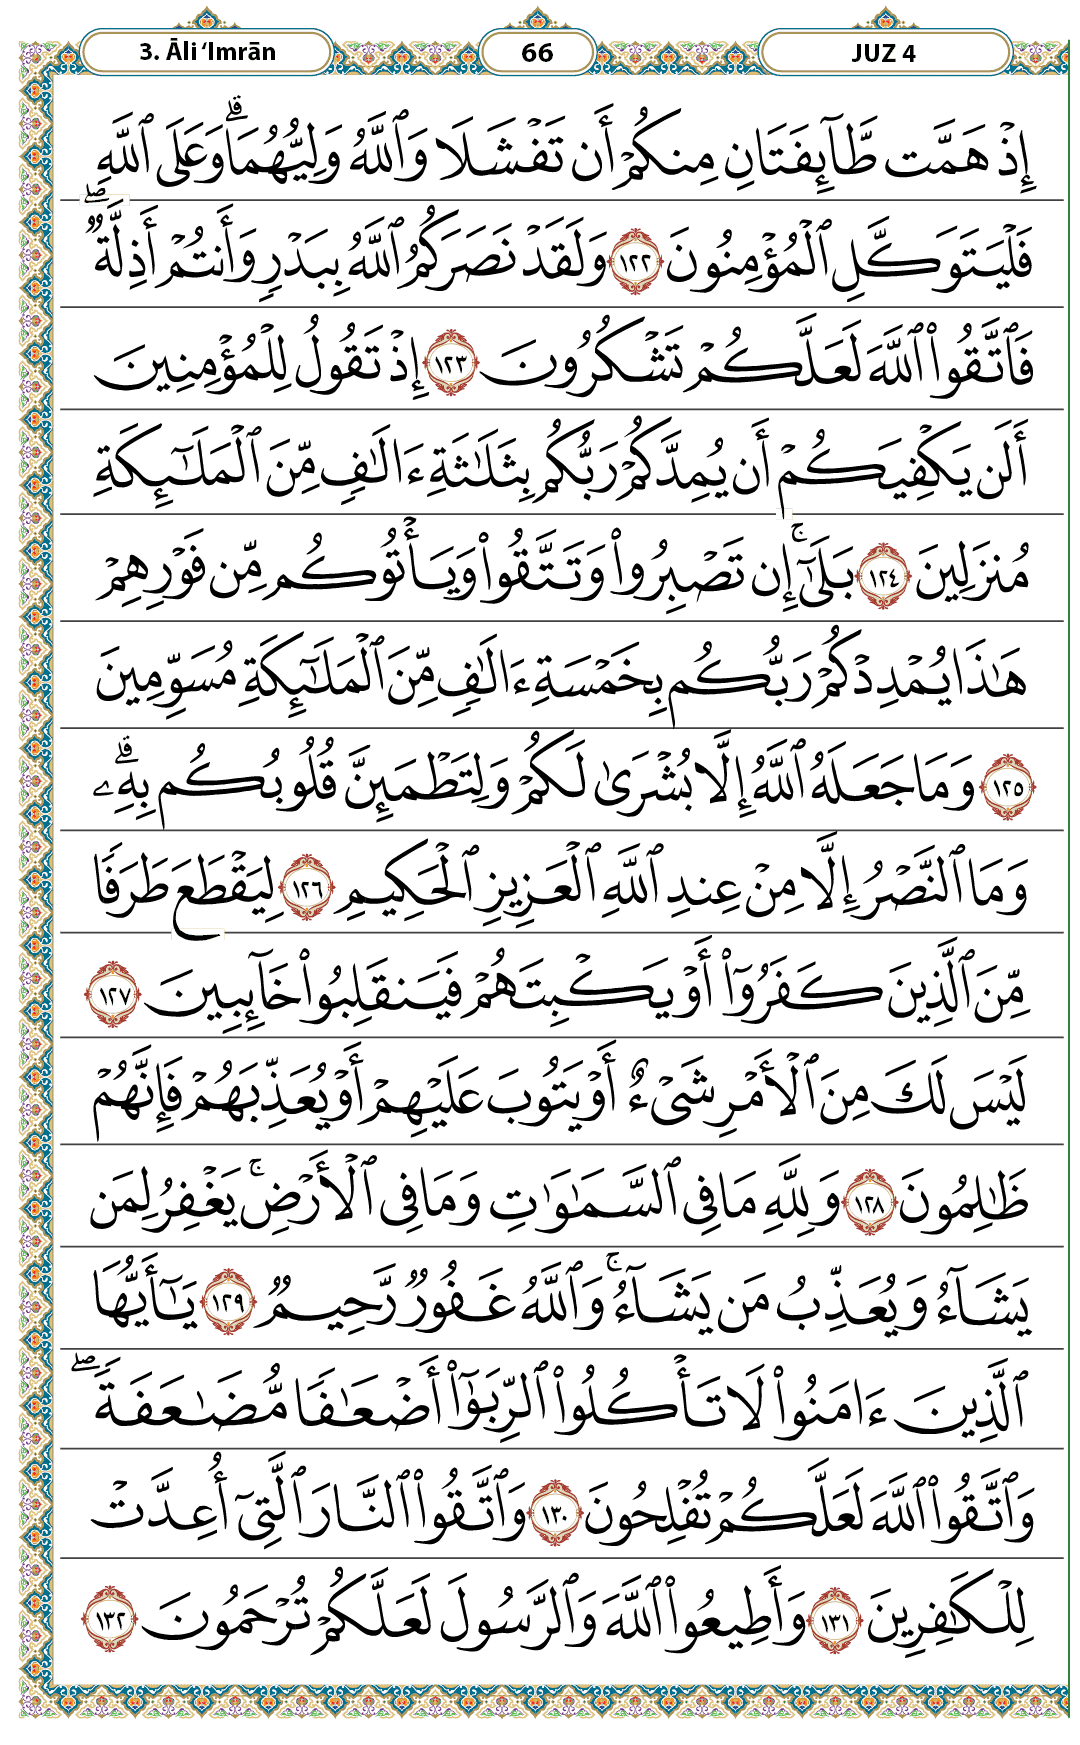 3. Āli ‘Imrān 66 JUZ 4
إِذْ هَمَّت طَّآئِفَتَانِ مِنكُمْ أَن تَفْشَلَا وَٱللَّهُ وَلِيُّهُمَا ۗ وَعَلَى ٱللَّهِ
فَلْيَتَوَكَّلِ ٱلْمُؤْمِنُونَ ١٢٢ وَلَقَدْ نَصَرَكُمُ ٱللَّهُ بِبَدْرٍ وَأَنتُمْ أَذِلَّةٌ ۖ
فَٱتَّقُوا۟ ٱللَّهَ لَعَلَّكُمْ تَشْكُرُونَ ١٢٣ إِذْ تَقُولُ لِلْمُؤْمِنِينَ
أَلَن يَكْفِيَكُمْ أَن يُمِدَّكُمْ رَبُّكُم بِثَلَـٰثَةِ ءَالَـٰفٍ مِّنَ ٱلْمَلَـٰٓئِكَةِ
مُنزَلِينَ ١٢٤ بَلَىٰٓ ۚ إِن تَصْبِرُوا۟ وَتَتَّقُوا۟ وَيَأْتُوكُم مِّن فَوْرِهِمْ
هَـٰذَا يُمْدِدْكُمْ رَبُّكُم بِخَمْسَةِ ءَالَـٰفٍ مِّنَ ٱلْمَلَـٰٓئِكَةِ مُسَوِّمِينَ
١٢٥ وَمَا جَعَلَهُ ٱللَّهُ إِلَّا بُشْرَىٰ لَكُمْ وَلِتَطْمَئِنَّ قُلُوبُكُم بِهِۦ ۗ
وَمَا ٱلنَّصْرُ إِلَّا مِنْ عِندِ ٱللَّهِ ٱلْعَزِيزِ ٱلْحَكِيمِ ١٢٦ لِيَقْطَعَ طَرَفًا
مِّنَ ٱلَّذِينَ كَفَرُوٓا۟ أَوْ يَكْبِتَهُمْ فَيَنقَلِبُوا۟ خَآئِبِينَ ١٢٧
لَيْسَ لَكَ مِنَ ٱلْأَمْرِ شَىْءٌ أَوْ يَتُوبَ عَلَيْهِمْ أَوْ يُعَذِّبَهُمْ فَإِنَّهُمْ
ظَـٰلِمُونَ ١٢٨ وَلِلَّهِ مَا فِى ٱلسَّمَـٰوَٰتِ وَمَا فِى ٱلْأَرْضِ ۚ يَغْفِرُ لِمَن
يَشَآءُ وَيُعَذِّبُ مَن يَشَآءُ ۚ وَٱللَّهُ غَفُورٌ رَّحِيمٌ ١٢٩ يَـٰٓأَيُّهَا
ٱلَّذِينَ ءَامَنُوا۟ لَا تَأْكُلُوا۟ ٱلرِّبَوٰٓا۟ أَضْعَـٰفًا مُّضَـٰعَفَةً ۖ
وَٱتَّقُوا۟ ٱللَّهَ لَعَلَّكُمْ تُفْلِحُونَ ١٣٠ وَٱتَّقُوا۟ ٱلنَّارَ ٱلَّتِىٓ أُعِدَّتْ
لِلْكَـٰفِرِينَ ١٣١ وَأَطِيعُوا۟ ٱللَّهَ وَٱلرَّسُولَ لَعَلَّكُمْ تُرْحَمُونَ ١٣٢